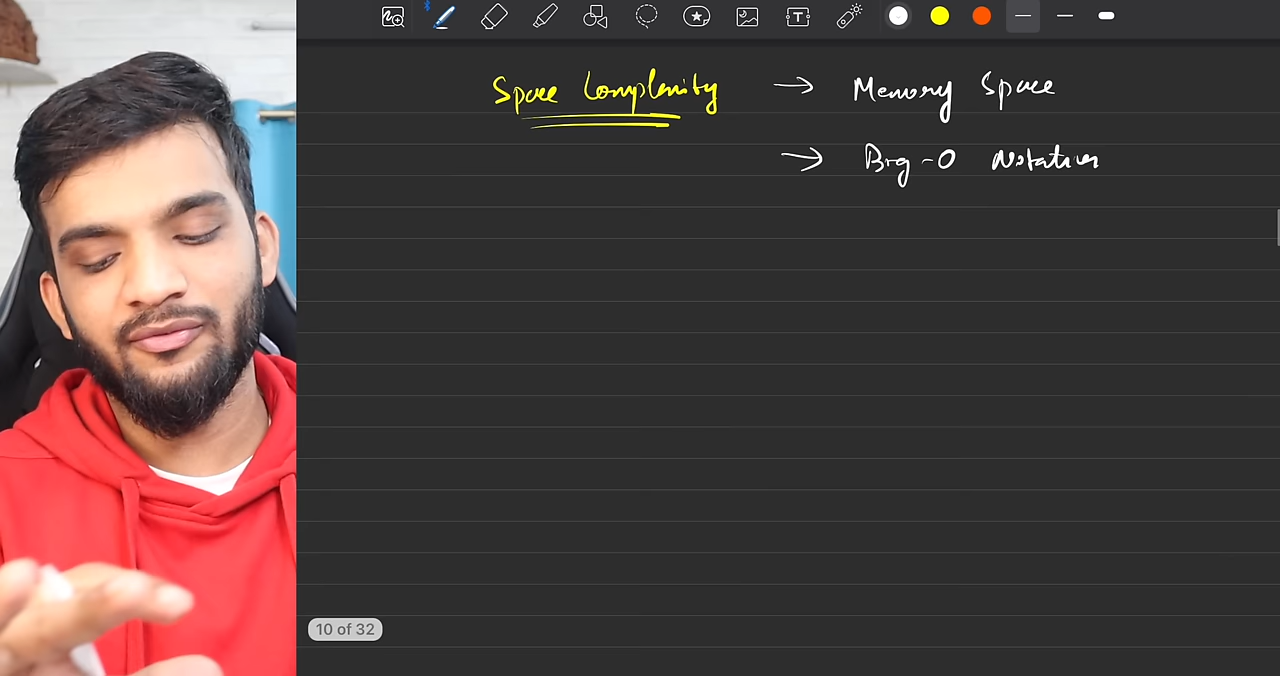 Space Complexity → Memory Space
→ Big-O Notation
10 of 32